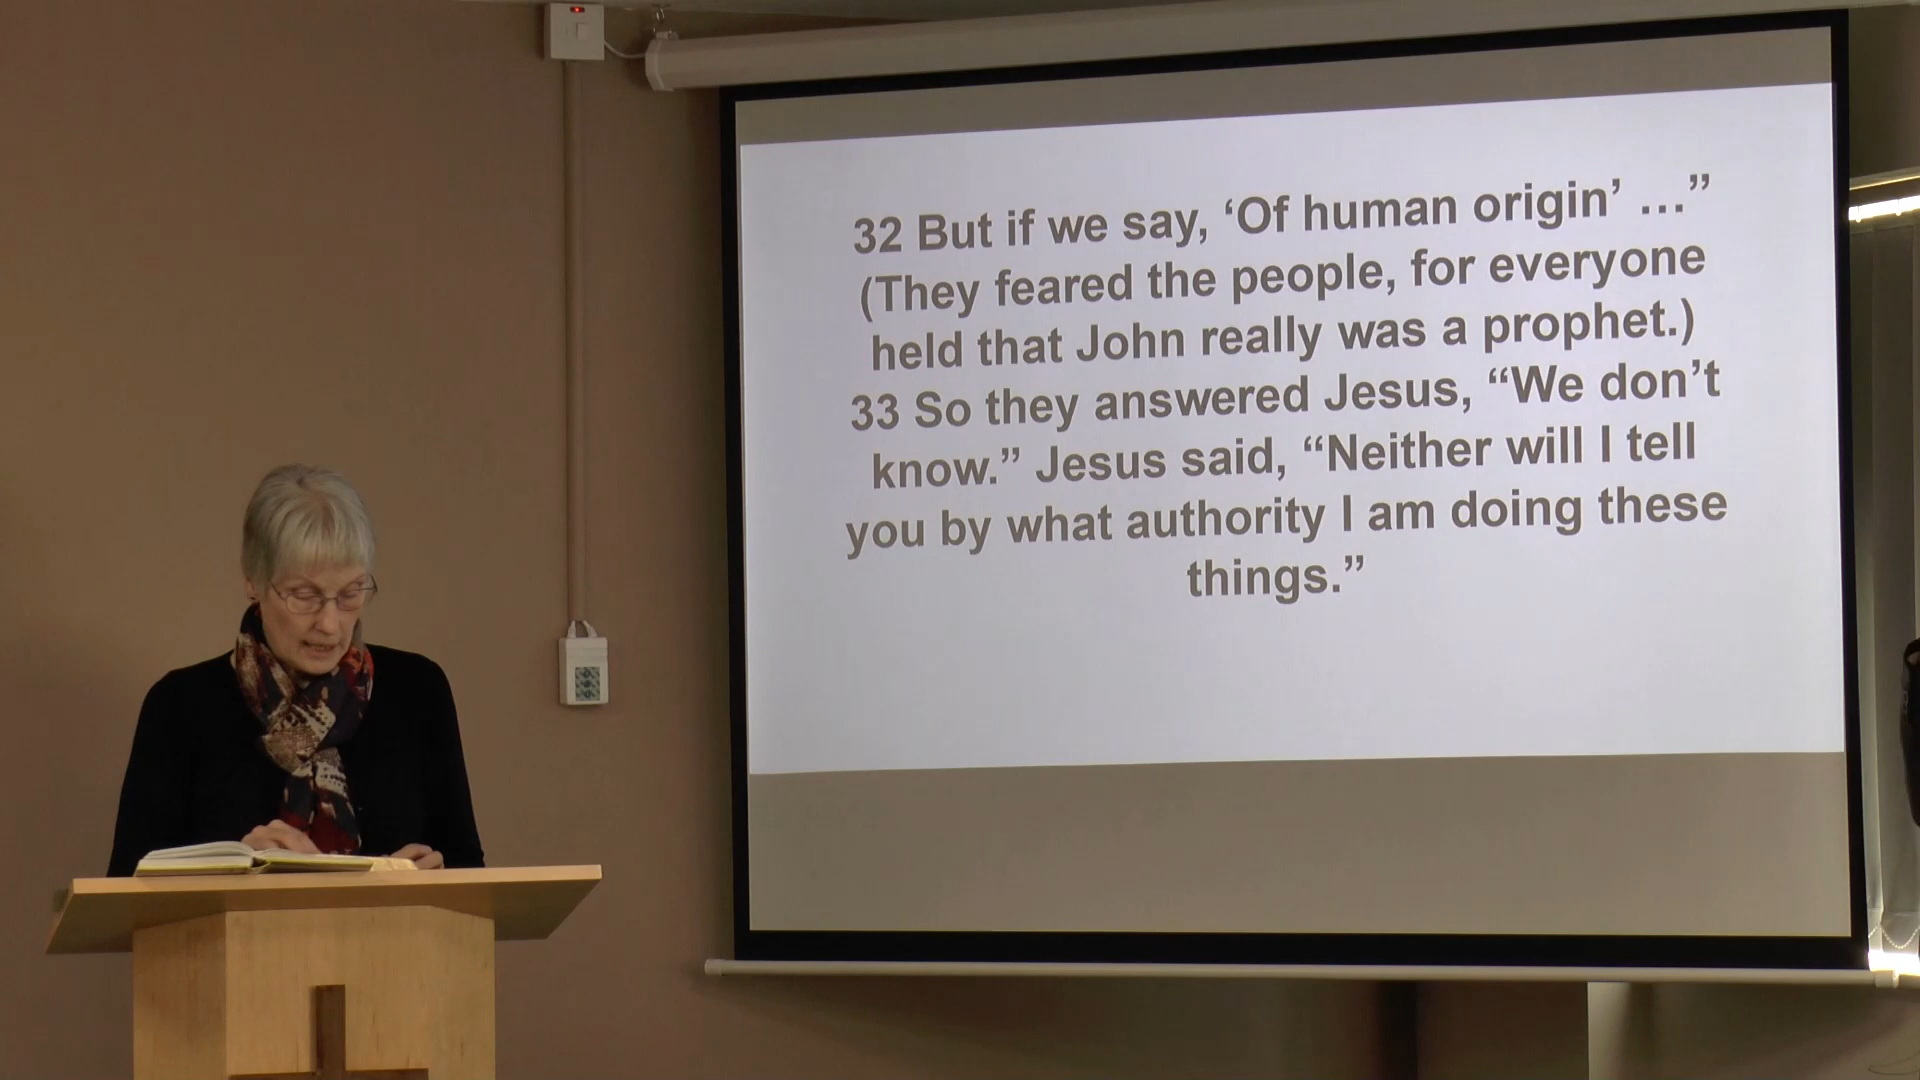 32 But if we say, ‘Of human origin’ …”
(They feared the people, for everyone
held that John really was a prophet.)
33 So they answered Jesus, “We don’t
know.” Jesus said, “Neither will I tell
you by what authority I am doing these
things.”